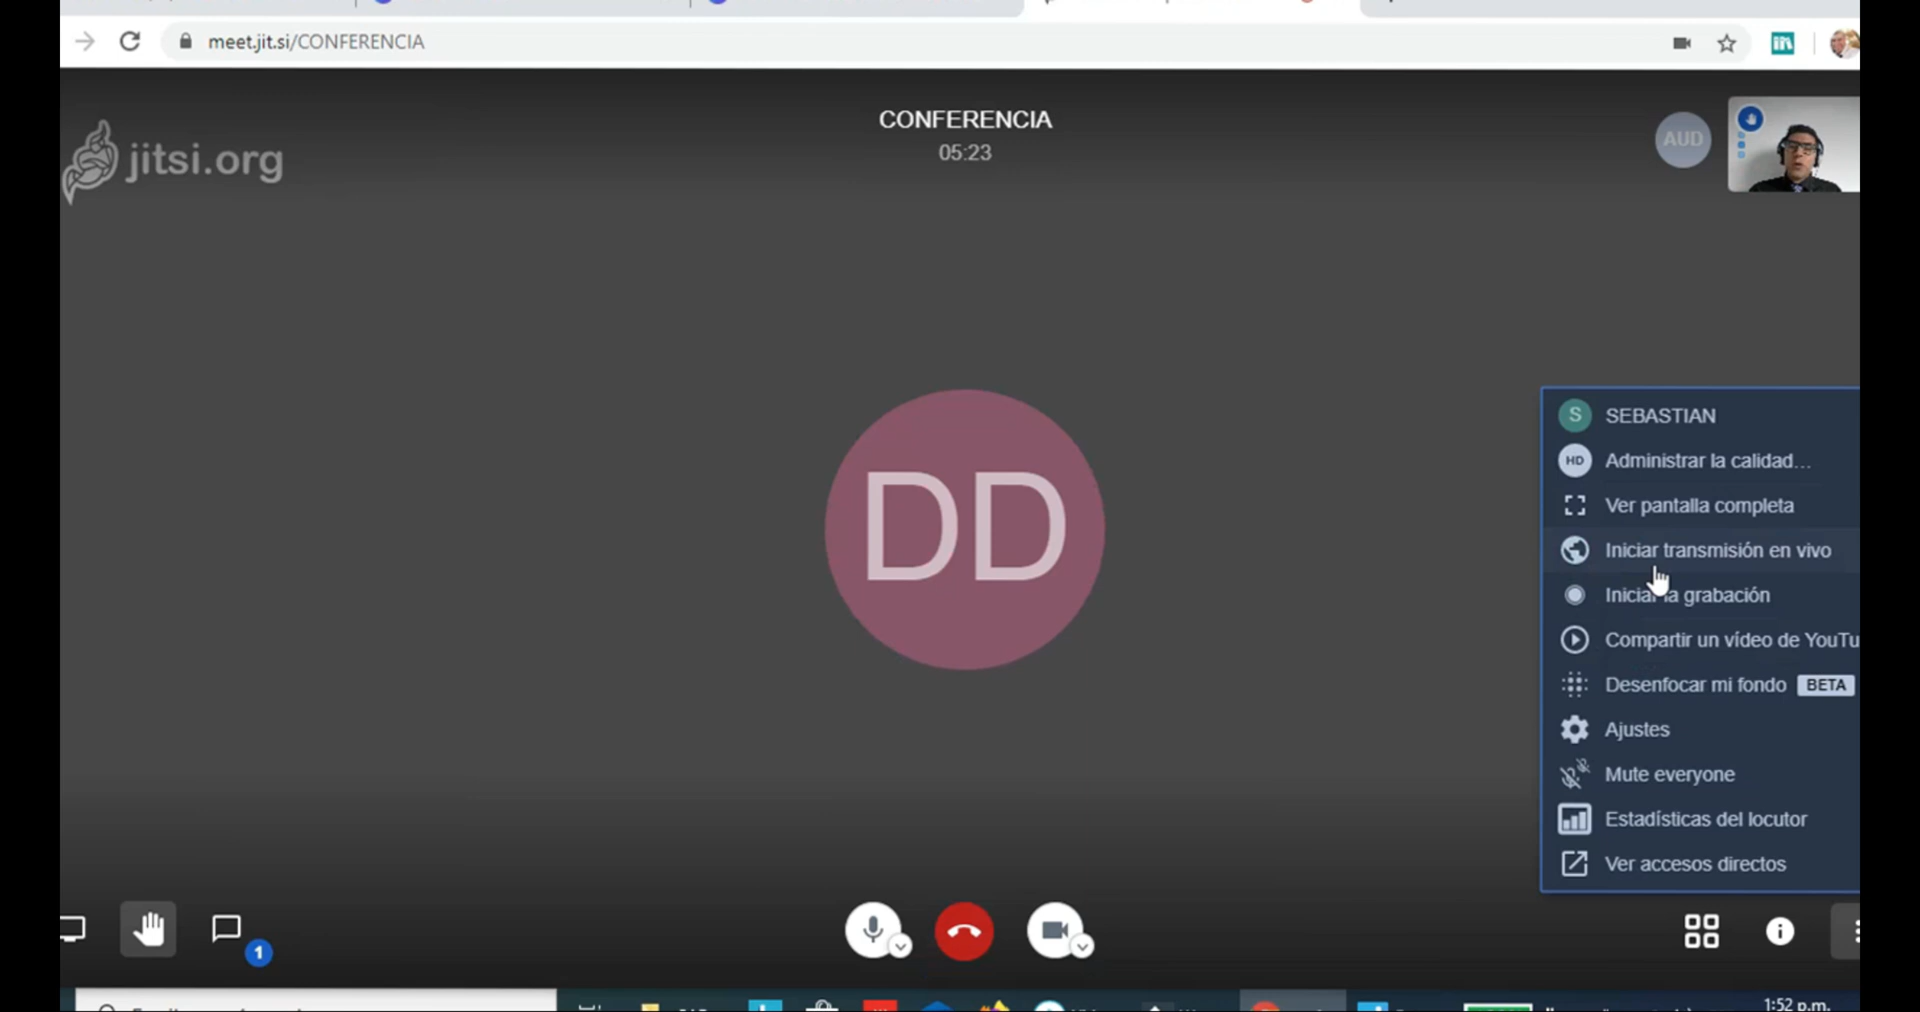 meet.jit.si/CONFERENCIA
CONFERENCIA
05:23
jitsi.org
AUD
DD
S SEBASTIAN
HD Administrar la calidad...
Ver pantalla completa
Iniciar transmisión en vivo
Iniciar la grabación
Compartir un vídeo de YouTu
Desenfocar mi fondo BETA
Ajustes
Mute everyone
Estadísticas del locutor
Ver accesos directos
1
1:52 p.m.